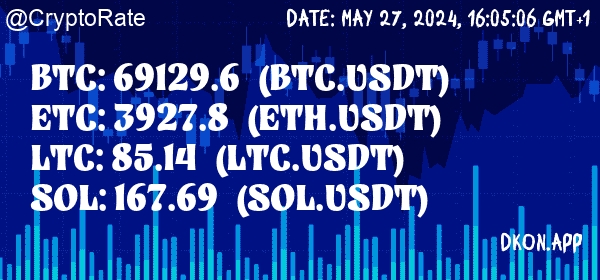 @CryptoRate
DATE: MAY 27, 2024, 16:05:06 GMT+1
BTC: 69129.6 (BTC.USDT)
ETC: 3927.8 (ETH.USDT)
LTC: 85.14 (LTC.USDT)
SOL: 167.69 (SOL.USDT)
DKON.APP